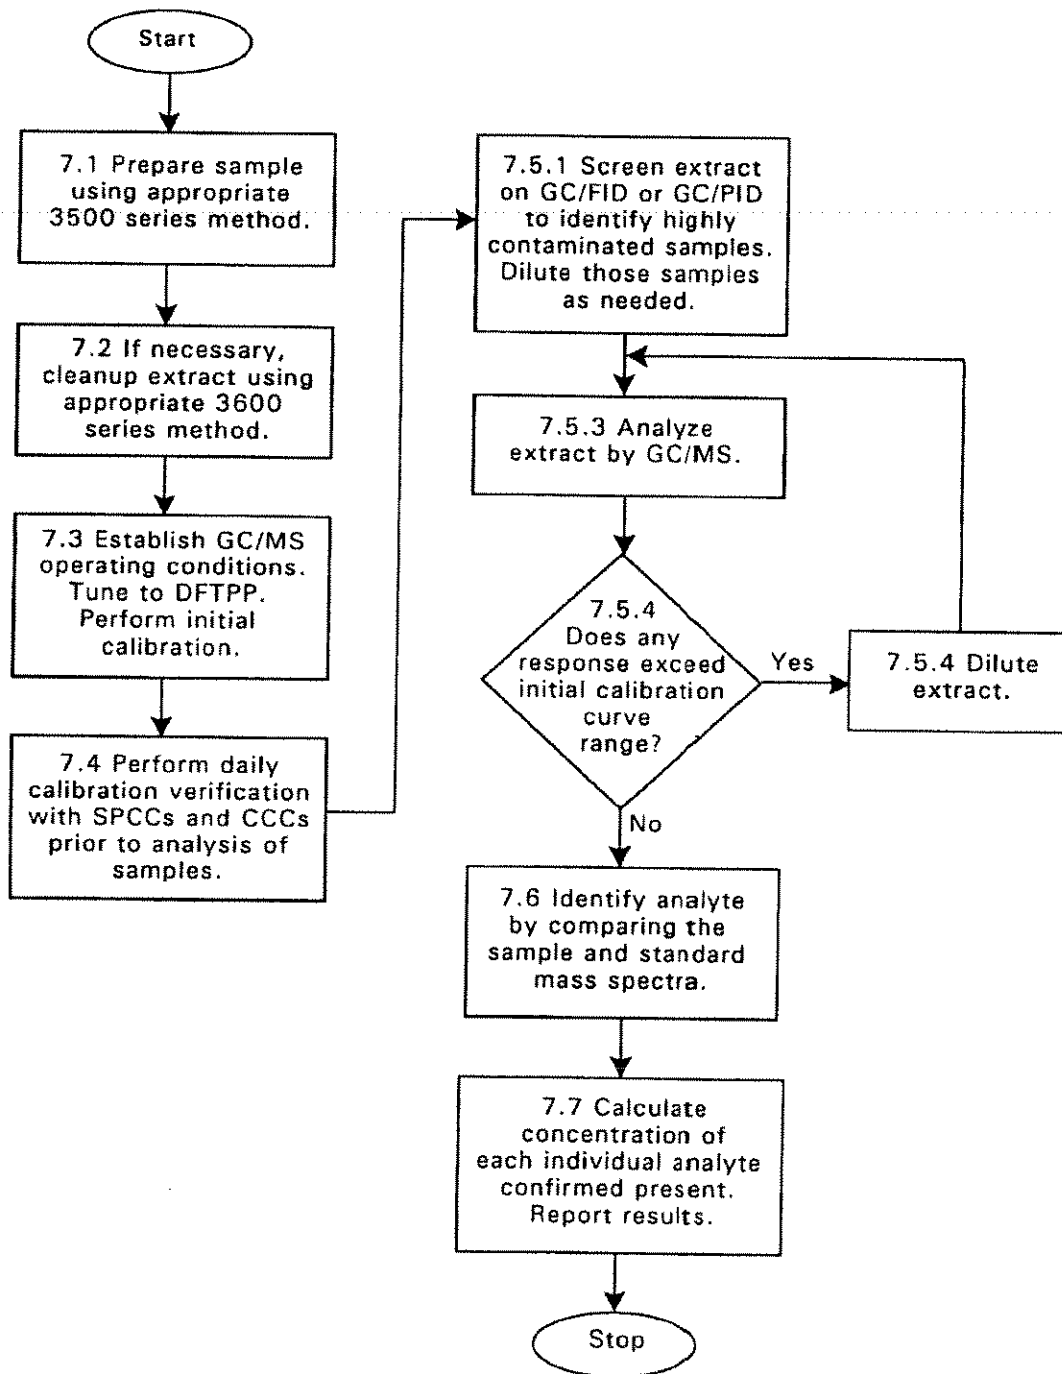 Start
7.1 Prepare sample
using appropriate
3500 series method.
7.2 If necessary,
cleanup extract using
appropriate 3600
series method.
7.3 Establish GC/MS
operating conditions.
Tune to DFTPP.
Perform initial
calibration.
7.4 Perform daily
calibration verification
with SPCCs and CCCs
prior to analysis of
samples.
7.5.1 Screen extract
on GC/FID or GC/PID
to identify highly
contaminated samples.
Dilute those samples
as needed.
7.5.3 Analyze
extract by GC/MS.
7.5.4
Does any
response exceed
initial calibration
curve
range?
Yes
7.5.4 Dilute
extract.
No
7.6 Identify analyte
by comparing the
sample and standard
mass spectra.
7.7 Calculate
concentration of
each individual analyte
confirmed present.
Report results.
Stop